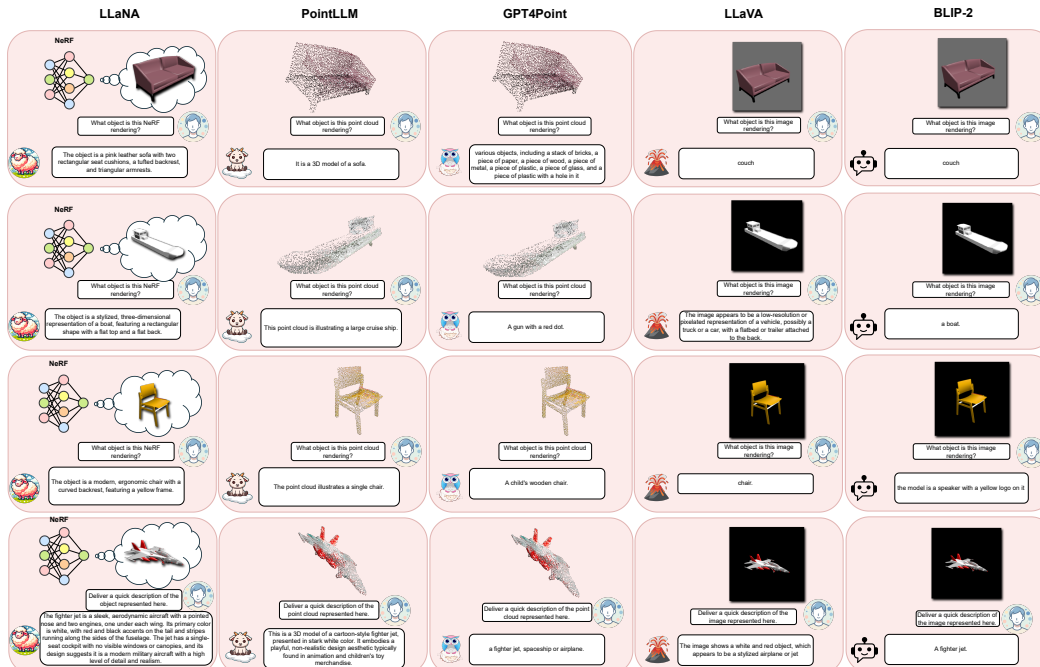 LLaNA
PointLLM
GPT4Point
LLaVA
BLIP-2
NeRF
What object is this NeRF
rendering?
The object is a pink leather sofa with two
rectangular seat cushions, a tufted backrest,
and triangular armrests.
What object is this point cloud
rendering?
It is a 3D model of a sofa.
What object is this point cloud
rendering?
various objects, including a stack of bricks, a
piece of paper, a piece of wood, a piece of
metal, a piece of plastic, a piece of glass, and a
piece of plastic with a hole in it
What object is this image
rendering?
couch
What object is this image
rendering?
couch
NeRF
What object is this NeRF
rendering?
The object is a stylized, three-dimensional
representation of a boat, featuring a rectangular
shape with a flat top and a flat back.
What object is this point cloud
rendering?
This point cloud is illustrating a large cruise ship.
What object is this point cloud
rendering?
A gun with a red dot.
What object is this image
rendering?
The image appears to be a low-resolution or
pixelated representation of a vehicle, possibly a
truck or a car, with a flatbed or trailer attached
to the back.
What object is this image
rendering?
a boat.
NeRF
What object is this NeRF
rendering?
The object is a modern, ergonomic chair with a
curved backrest, featuring a yellow frame.
What object is this point cloud
rendering?
The point cloud illustrates a single chair.
What object is this point cloud
rendering?
A child's wooden chair.
What object is this image
rendering?
chair.
What object is this image
rendering?
the model is a speaker with a yellow logo on it
NeRF
Deliver a quick description of the
object represented here.
The fighter jet is a sleek, aerodynamic aircraft with a pointed
nose and two engines, one under each wing. Its primary color
is white, with red and black accents on the tail and stripes
running along the sides of the fuselage. The jet has a single-
seat cockpit with no visible windows or canopies, and its
design suggests it is a modern military aircraft with a high
level of detail and realism.
Deliver a quick description of the
point cloud represented here.
This is a 3D model of a cartoon-style fighter jet,
presented in stark white color. It embodies a
playful, non-realistic design aesthetic typically
found in animation and children's toy
merchandise.
Deliver a quick description of the point
cloud represented here.
a fighter jet, spaceship or airplane.
Deliver a quick description of the
image represented here.
The image shows a white and red object, which
appears to be a stylized airplane or jet
Deliver a quick description of
the image represented here.
A fighter jet.